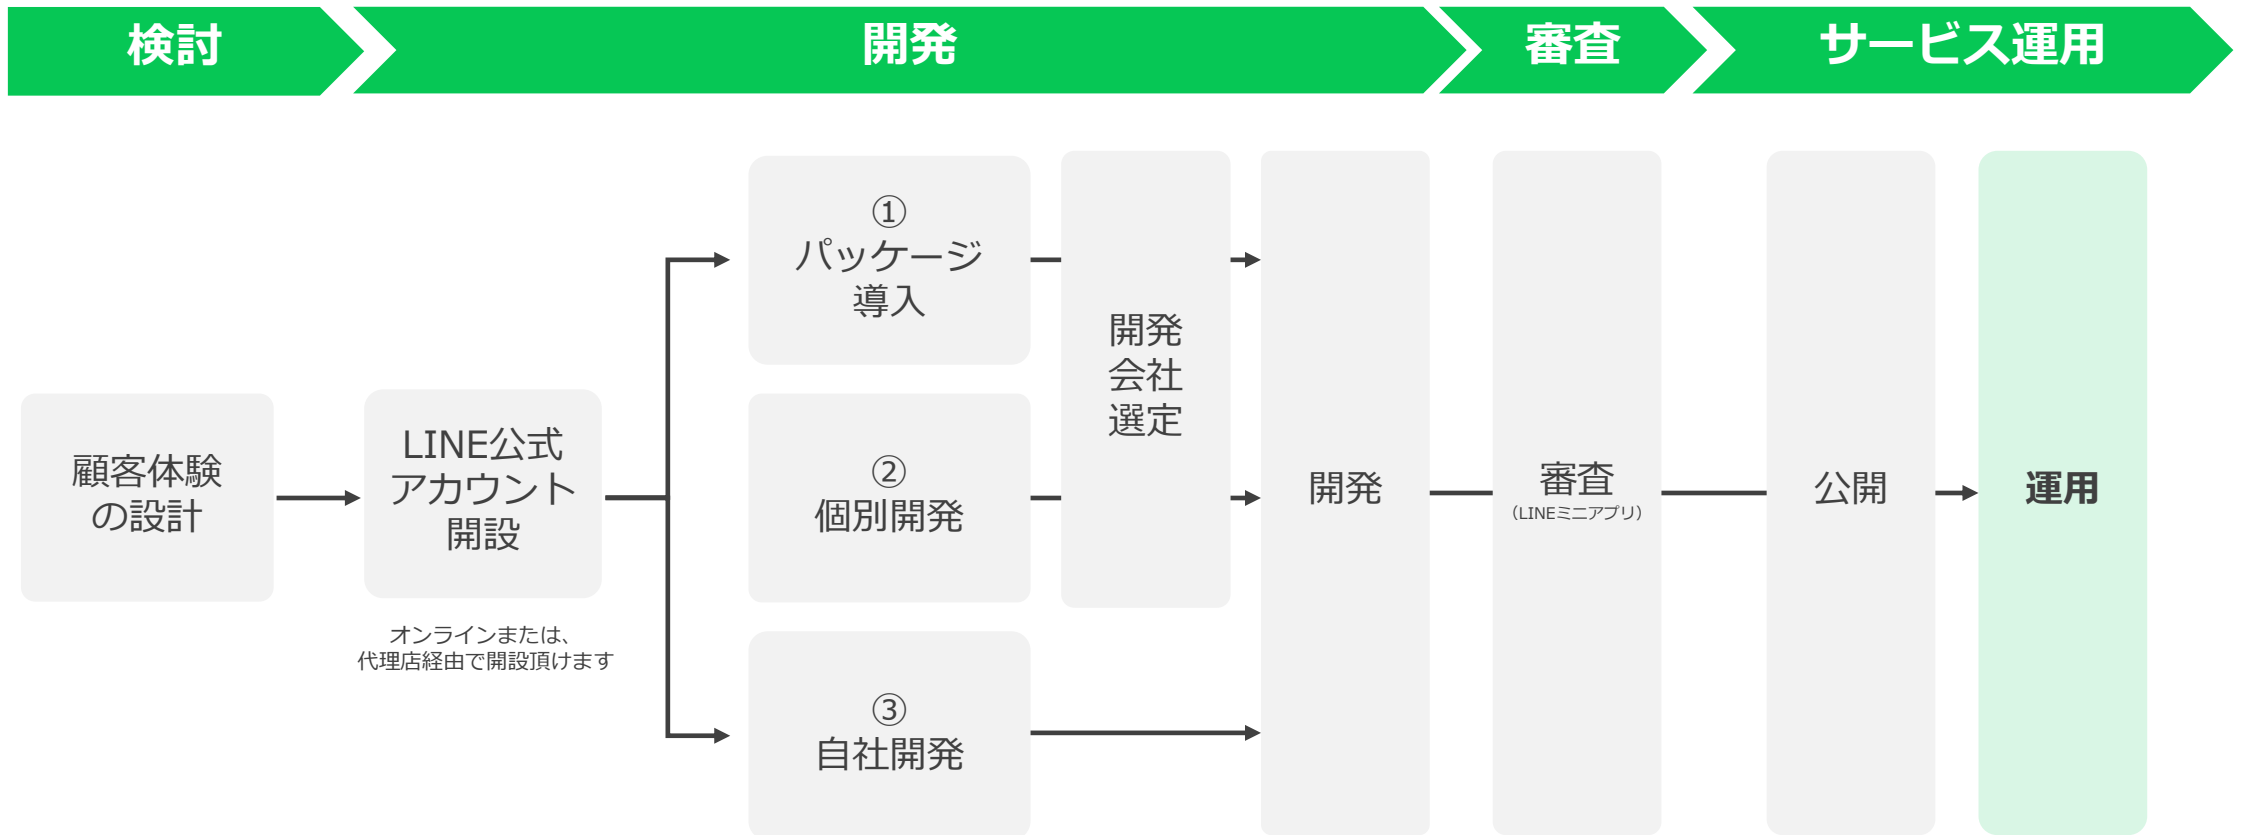 検討
開発
審査
サービス運用
顧客体験
の設計
LINE公式
アカウント
開設
オンラインまたは、
代理店経由で開設頂けます
①
パッケージ
導入
②
個別開発
③
自社開発
開発
会社
選定
開発
審査
（LINEミニアプリ）
公開
運用